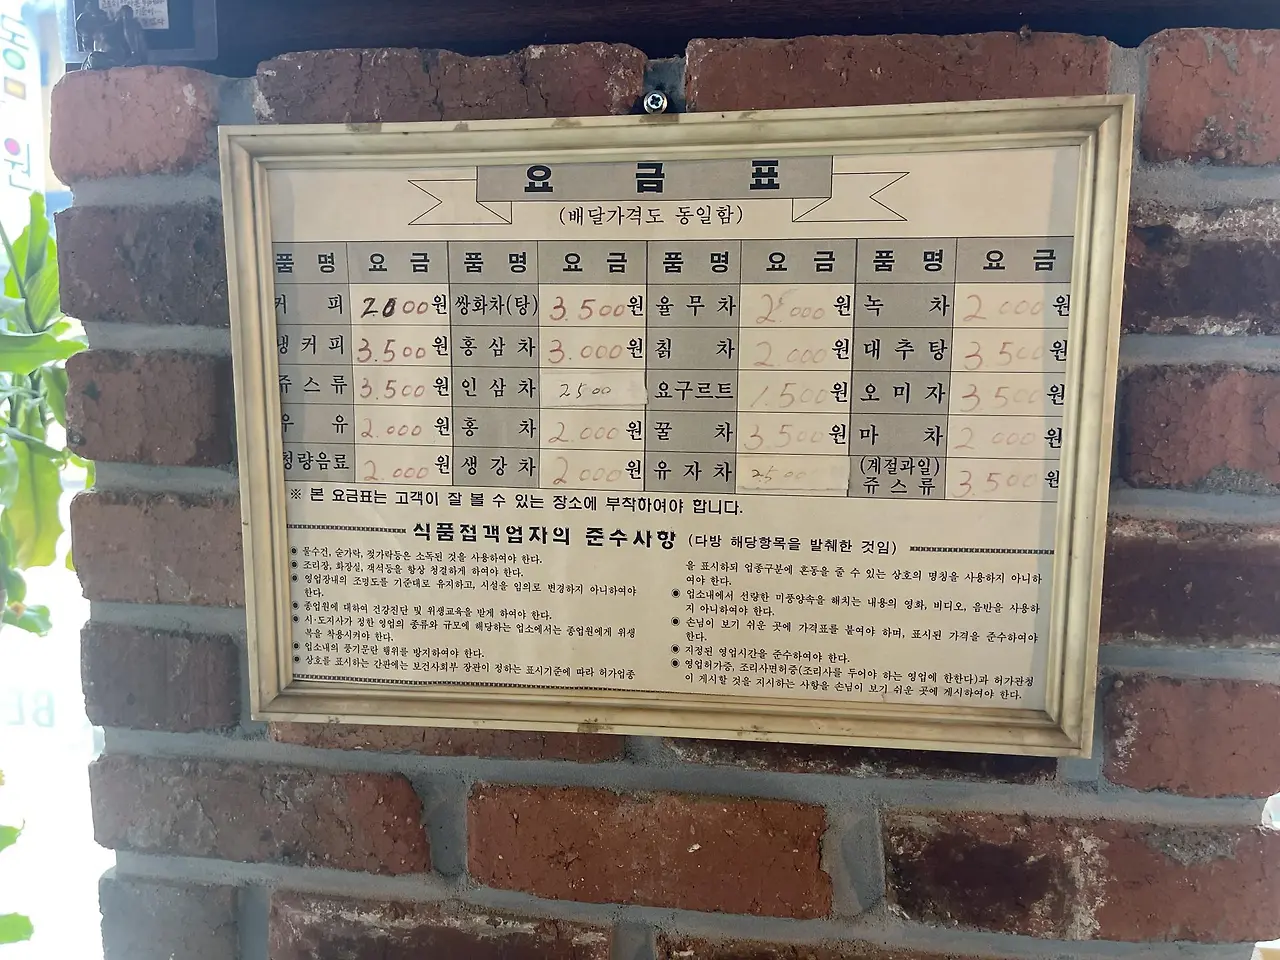 요 금 표
(배달가격도 동일함)
품 명 요 금 품 명 요 금 품 명 요 금 품 명 요 금
커 피 2000원 쌍화차(탕) 3.500원 율무차 2.000원 녹 차 2000원
냉커피 3.500원 홍삼차 3.000원 칡 차 2.000원 대추탕 3.500원
쥬스류 3.500원 인삼차 2500 요구르트 1.500원 오미자 3.500원
우 유 2.000원 홍 차 2.000원 꿀 차 3.500원 마 차 2000원
청량음료 2.000원 생강차 2000원 유자차 2500 (계절과일) 쥬스류 3.500원
※ 본 요금표는 고객이 잘 볼 수 있는 장소에 부착하여야 합니다.
식품접객업자의 준수사항 (다방 해당항목을 발췌한 것임)
◉ 물수건, 숟가락, 젓가락등은 소독된 것을 사용하여야 한다.
◉ 조리장, 화장실, 객석등을 항상 청결하게 하여야 한다.
◉ 영업장내의 조명도를 기준대로 유지하고, 시설을 임의로 변경하지 아니하여야
한다.
◉ 종업원에 대하여 건강진단 및 위생교육을 받게 하여야 한다.
◉ 시·도지사가 정한 영업의 종류와 규모에 해당하는 업소에서는 종업원에게 위생
복을 착용시켜야 한다.
◉ 업소내의 풍기문란 행위를 방지하여야 한다.
◉ 상호를 표시하는 간판에는 보건사회부 장관이 정하는 표시기준에 따라 허가업종
을 표시하되 업종구분에 혼동을 줄 수 있는 상호의 명칭을 사용하지 아니하
여야 한다.
◉ 업소내에서 선량한 미풍양속을 해치는 내용의 영화, 비디오, 음반을 사용하
지 아니하여야 한다.
◉ 손님이 보기 쉬운 곳에 가격표를 붙여야 하며, 표시된 가격을 준수하여야
한다.
◉ 지정된 영업시간을 준수하여야 한다.
◉ 영업허가증, 조리사면허증(조리사를 두어야 하는 영업에 한한다)과 허가관청
이 게시할 것을 지시하는 사항을 손님이 보기 쉬운 곳에 게시하여야 한다.